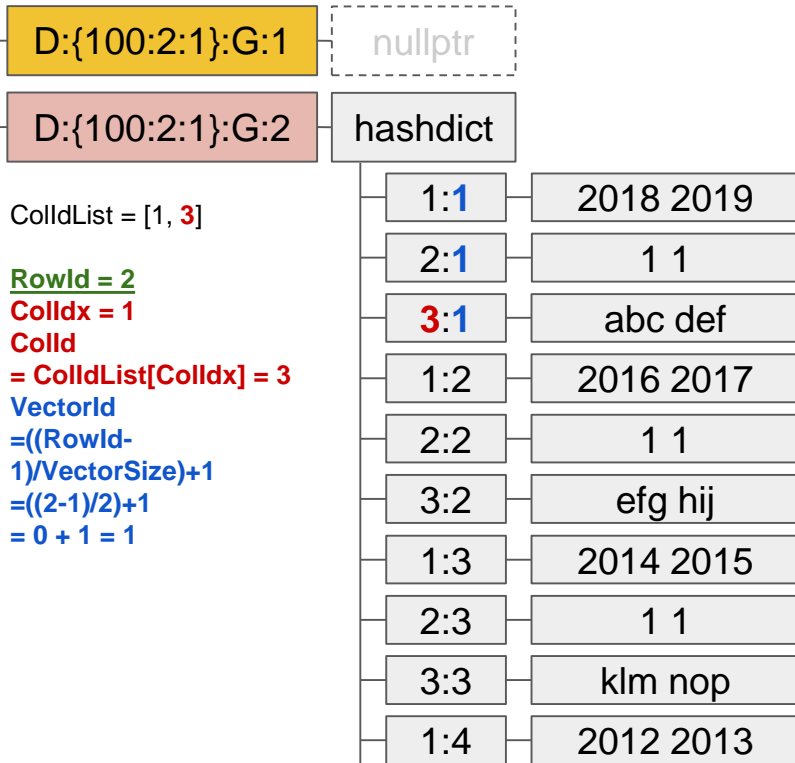 D:{100:2:1}:G:1 nullptr
D:{100:2:1}:G:2 hashdict
ColIdList = [1, 3]
RowId = 2
ColIdx = 1
ColId
= ColIdList[ColIdx] = 3
VectorId
=((RowId-
1)/VectorSize)+1
=((2-1)/2)+1
= 0 + 1 = 1
1:1 2018 2019
2:1 1 1
3:1 abc def
1:2 2016 2017
2:2 1 1
3:2 efg hij
1:3 2014 2015
2:3 1 1
3:3 klm nop
1:4 2012 2013